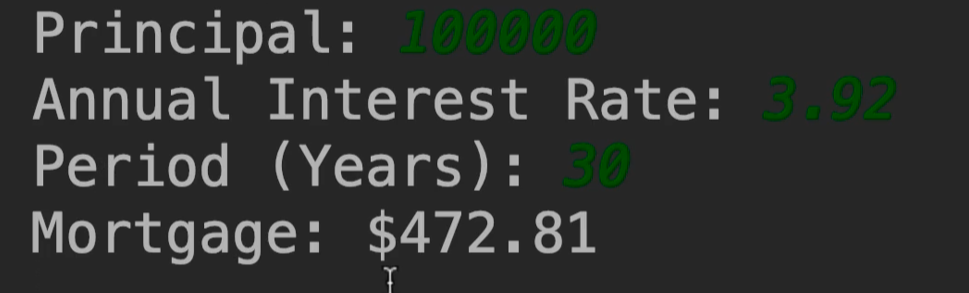 Principal: 100000
Annual Interest Rate: 3.92
Period (Years): 30
Mortgage: $472.81